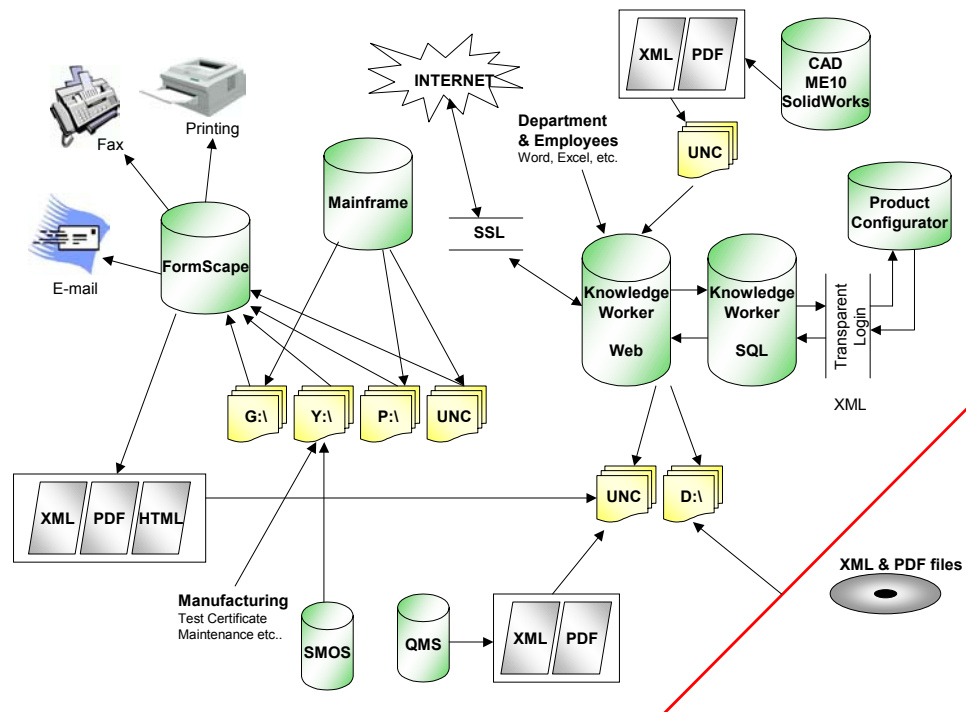 XML PDF
CAD
ME10
SolidWorks
INTERNET
Printing
Fax
Department
& Employees
Word, Excel, etc.
UNC
Mainframe
Product
Configurator
SSL
FormScape
E-mail
Knowledge
Worker
Web
Knowledge
Worker
SQL
Transparent
Login
XML
G:\ Y:\ P:\ UNC
UNC D:\
XML PDF HTML
XML & PDF files
Manufacturing
Test Certificate
Maintenance etc..
SMOS
QMS
XML PDF